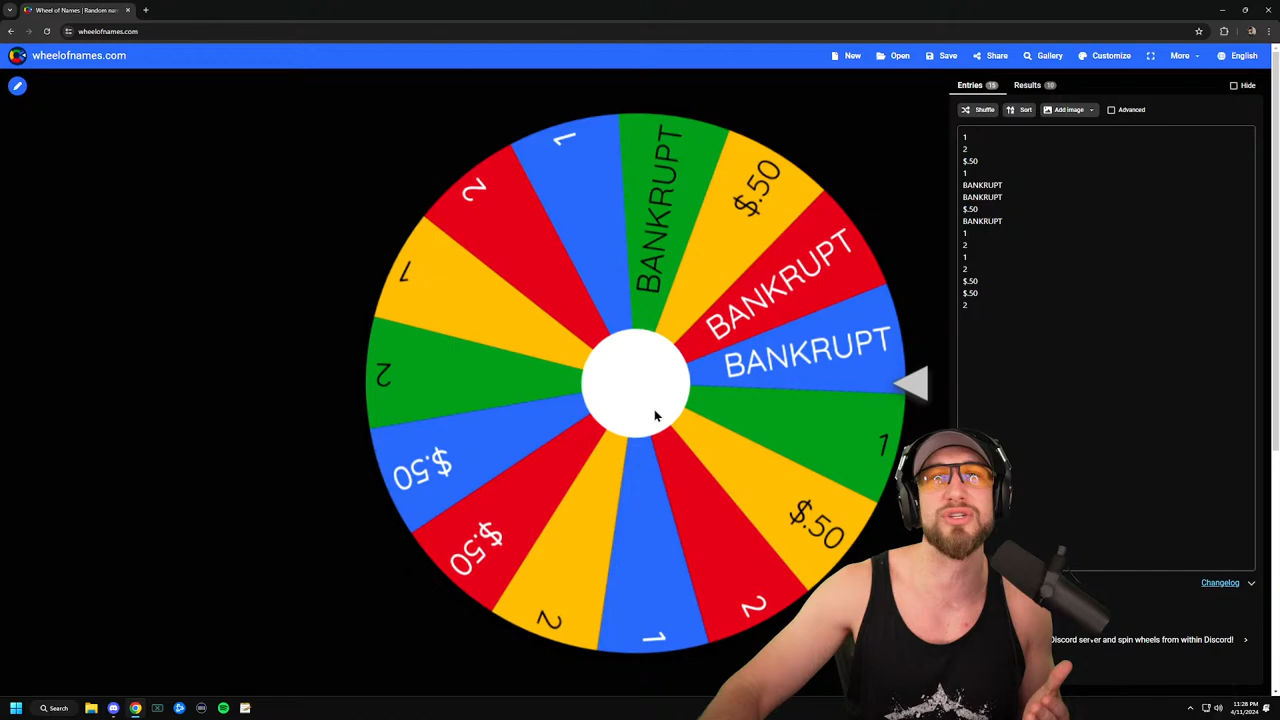 Wheel of Names | Random nar
wheelofnames.com
wheelofnames.com
New
Open
Save
Share
Gallery
Customize
More
English
Entries 15
Results 10
Hide
Shuffle
Sort
Add image
Advanced
1
2
$.50
1
BANKRUPT
BANKRUPT
$.50
BANKRUPT
1
2
1
2
$.50
$.50
2
1
BANKRUPT
$.50
BANKRUPT
BANKRUPT
1
$.50
2
1
2
$.50
$.50
2
1
2
Changelog
Discord server and spin wheels from within Discord!
Search
11:28 PM
4/11/2024